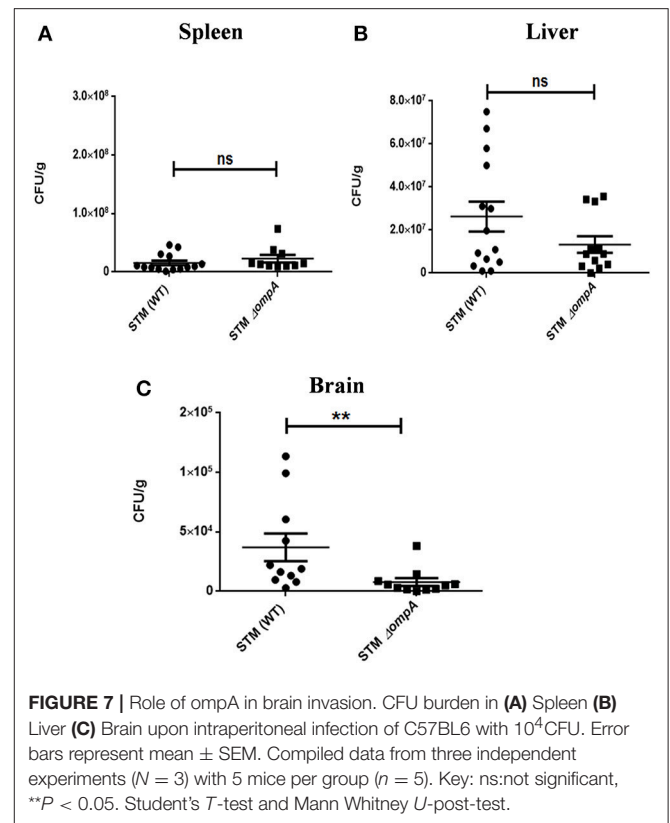 A Spleen
3.0×10⁸
2.0×10⁸
1.0×10⁸
0
CFU/g
ns
STM (WT)
STM ΔompA
B Liver
8.0×10⁷
6.0×10⁷
4.0×10⁷
2.0×10⁷
0
CFU/g
ns
STM (WT)
STM ΔompA
C Brain
2×10⁵
1×10⁵
5×10⁴
0
CFU/g
**
STM (WT)
STM ΔompA
FIGURE 7 | Role of ompA in brain invasion. CFU burden in (A) Spleen (B)
Liver (C) Brain upon intraperitoneal infection of C57BL6 with 10⁴CFU. Error
bars represent mean ± SEM. Compiled data from three independent
experiments (N = 3) with 5 mice per group (n = 5). Key: ns:not significant,
**P < 0.05. Student's T-test and Mann Whitney U-post-test.